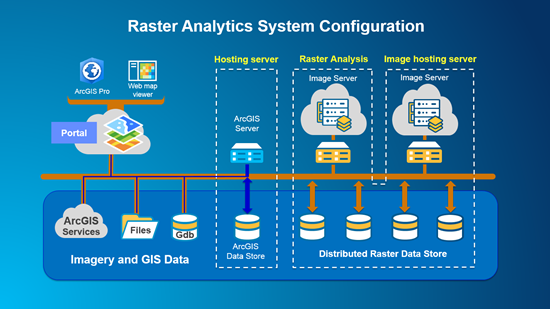 Raster Analytics System Configuration
Hosting server
Raster Analysis
Image hosting server
ArcGIS Pro
Web map
viewer
Image Server
Image Server
Portal
ArcGIS
Server
ArcGIS
Services
Files
Gdb
ArcGIS
Data Store
Imagery and GIS Data
Distributed Raster Data Store